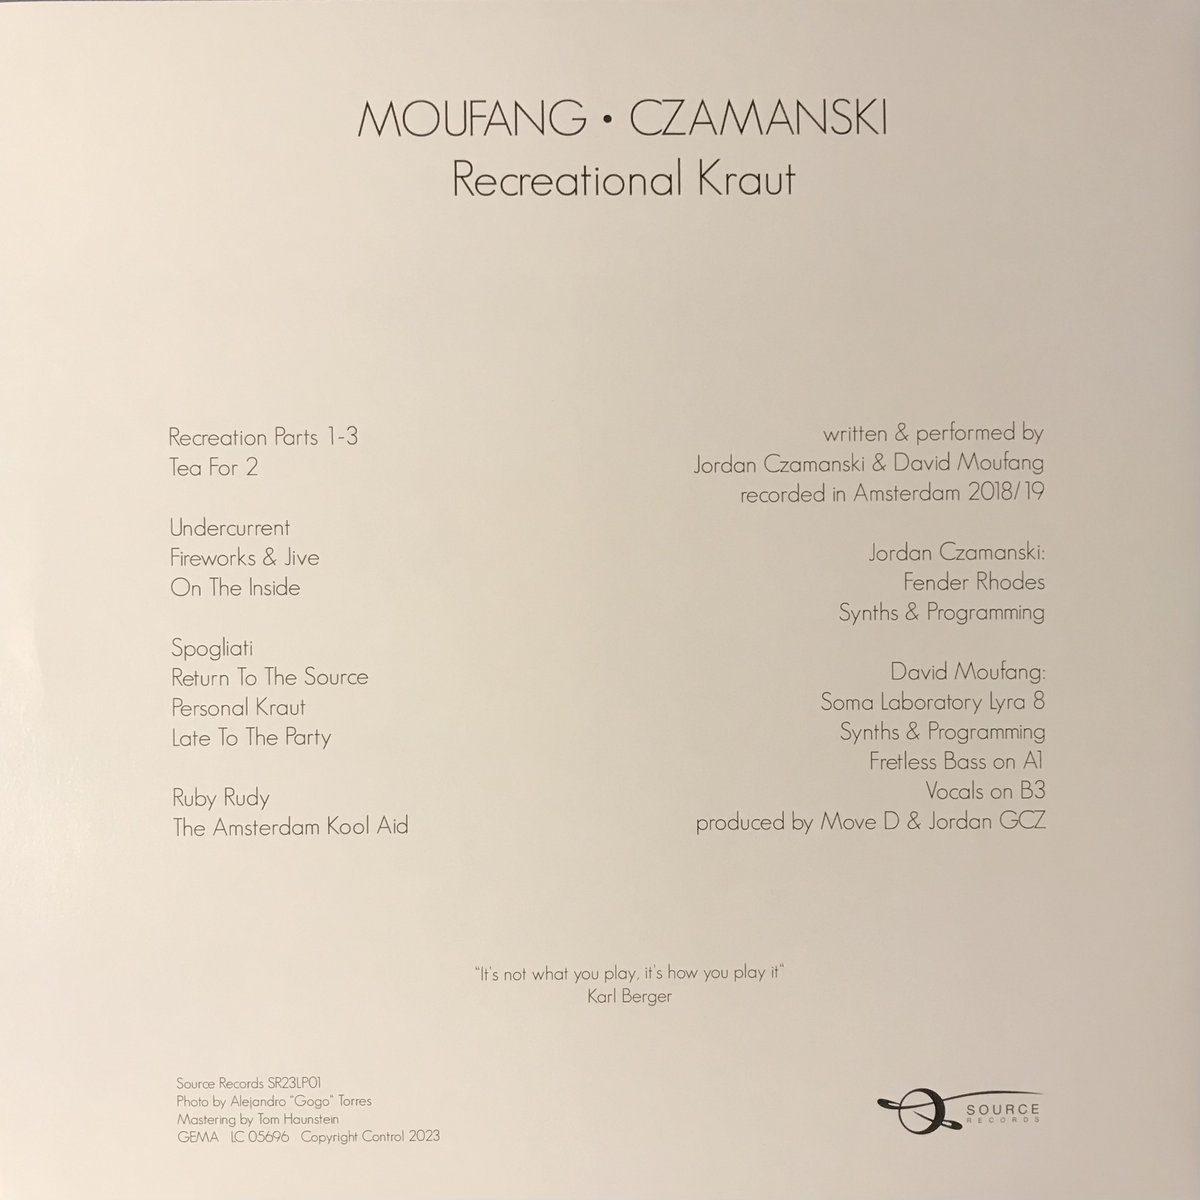 MOUFANG • CZAMANSKI
Recreational Kraut
Recreation Parts 1-3
Tea For 2
Undercurrent
Fireworks & Jive
On The Inside
Spogliati
Return To The Source
Personal Kraut
Late To The Party
Ruby Rudy
The Amsterdam Kool Aid
written & performed by
Jordan Czamanski & David Moufang
recorded in Amsterdam 2018/19
Jordan Czamanski:
Fender Rhodes
Synths & Programming
David Moufang:
Soma Laboratory Lyra 8
Synths & Programming
Fretless Bass on A1
Vocals on B3
produced by Move D & Jordan GCZ
"It's not what you play, it's how you play it"
Karl Berger
Source Records SR23LP01
Photo by Alejandro "Gogo" Torres
Mastering by Tom Haunstein
GEMA LC 05696 Copyright Control 2023
SOURCE
RECORDS